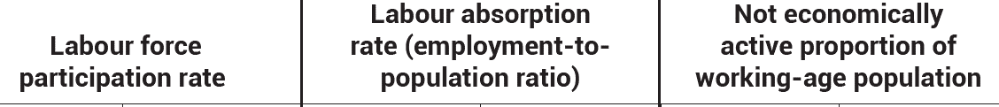 Labour force
participation rate
Labour absorption
rate (employment-to-
population ratio)
Not economically
active proportion of
working-age population